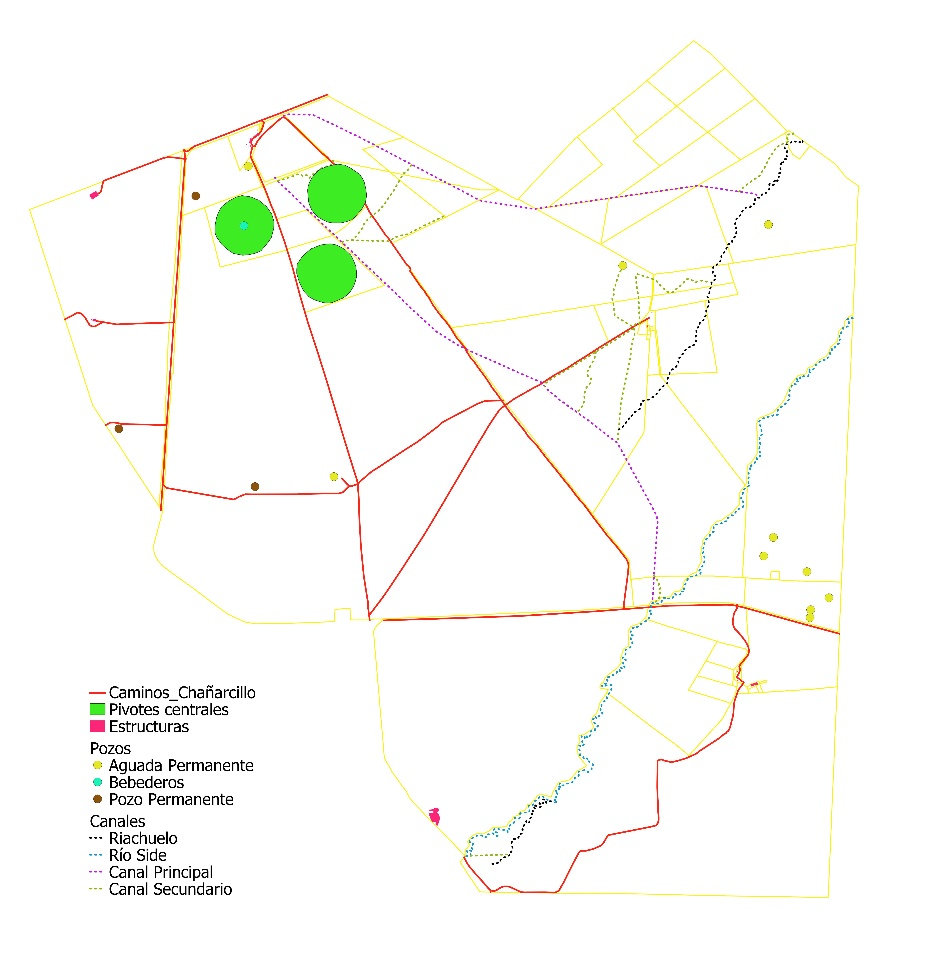 Caminos_Chañarcillo
Pivotes centrales
Estructuras
Pozos
Aguada Permanente
Bebederos
Pozo Permanente
Canales
Riachuelo
Río Side
Canal Principal
Canal Secundario